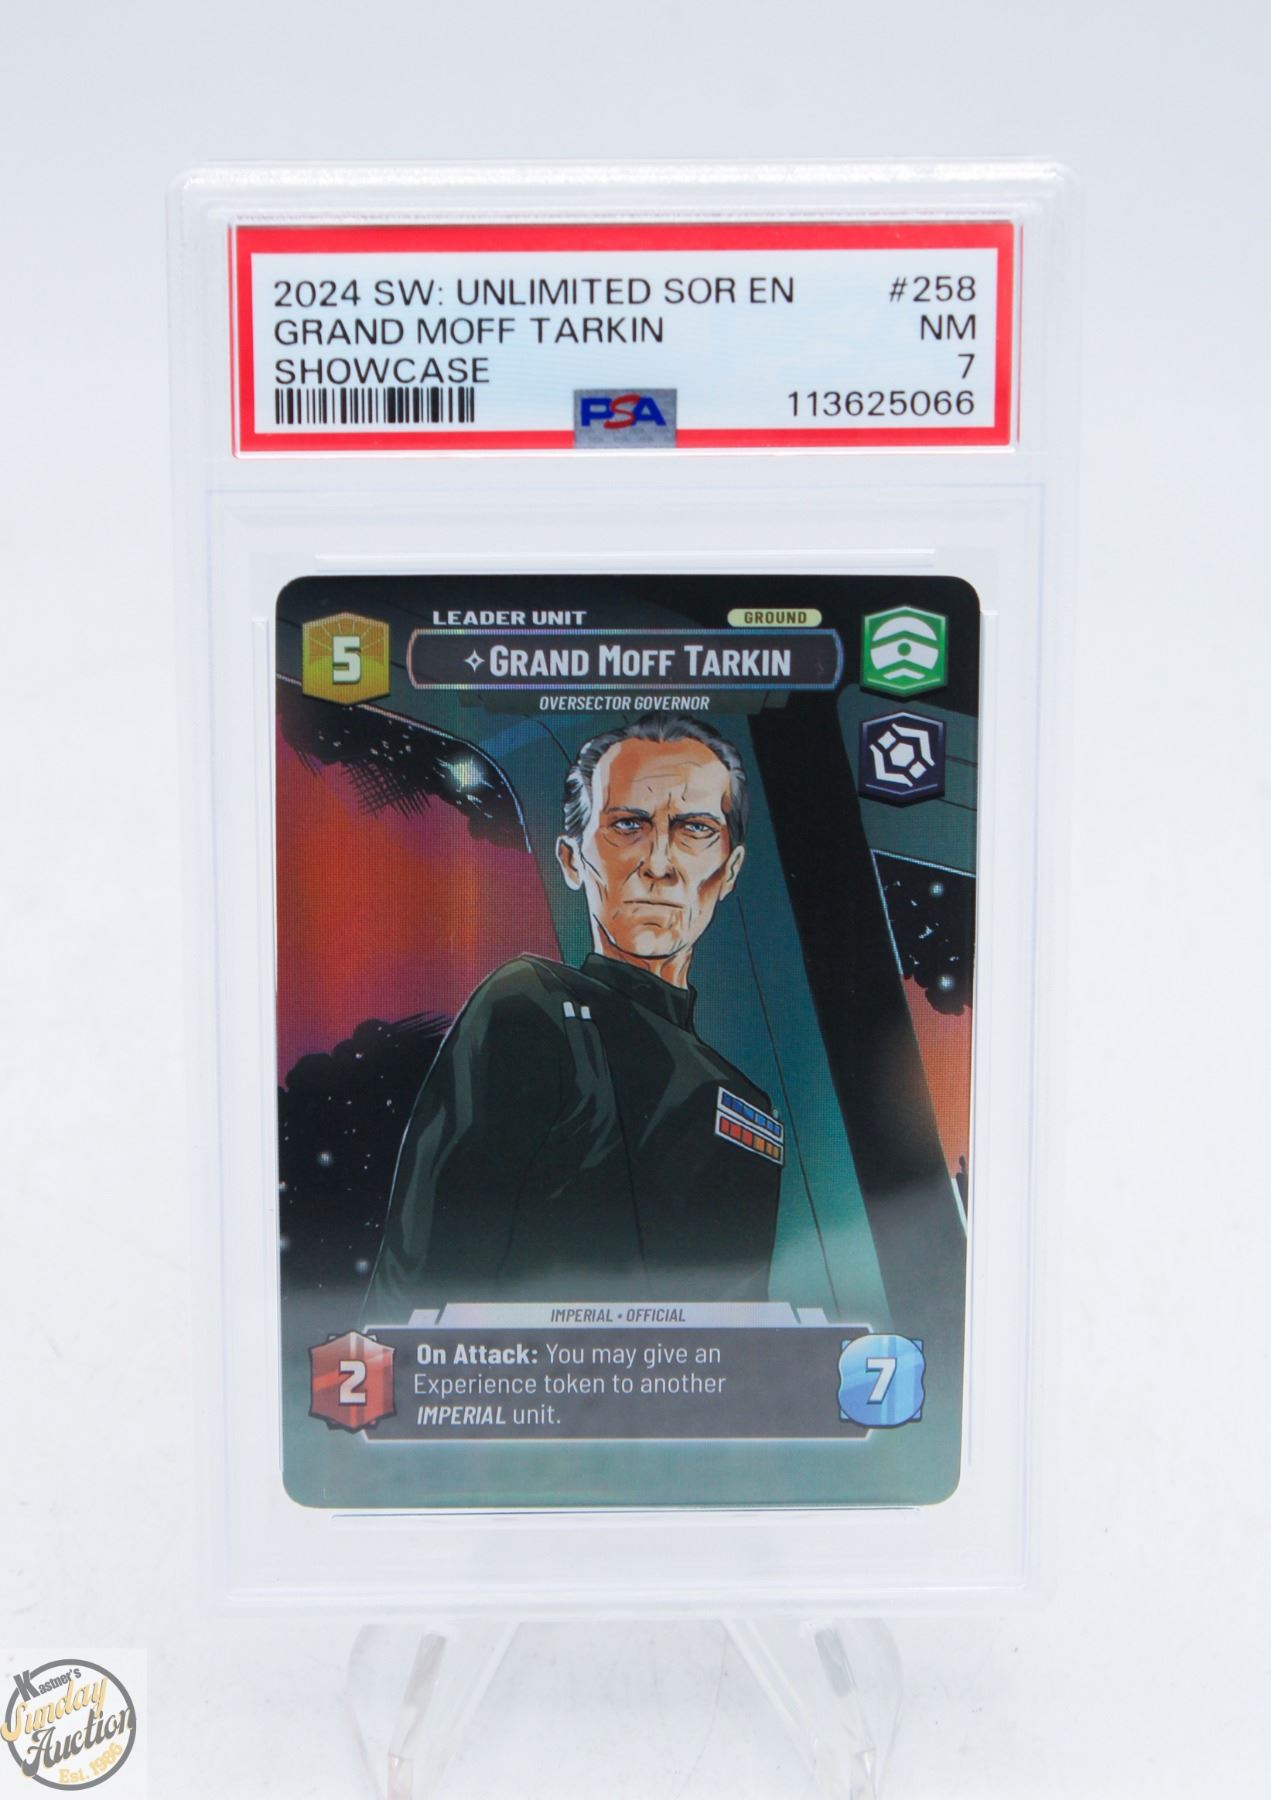 2024 SW: UNLIMITED SOR EN #258
GRAND MOFF TARKIN NM
SHOWCASE 7
PSA 113625066
LEADER UNIT GROUND
5 GRAND MOFF TARKIN
OVERSECTOR GOVERNOR
IMPERIAL • OFFICIAL
On Attack: You may give an
2 Experience token to another 7
IMPERIAL unit.
Kastner's
Sunday
Auction
Est. 1986